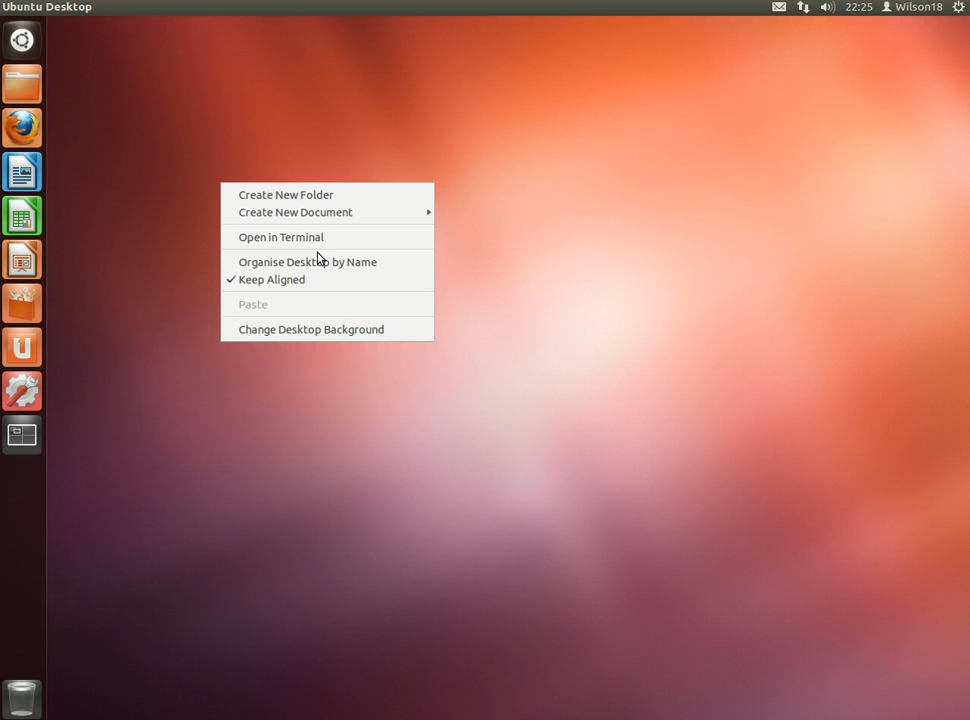 Ubuntu Desktop
22:25 Wilson18
Create New Folder
Create New Document
Open in Terminal
Organise Desktop by Name
Keep Aligned
Paste
Change Desktop Background
U